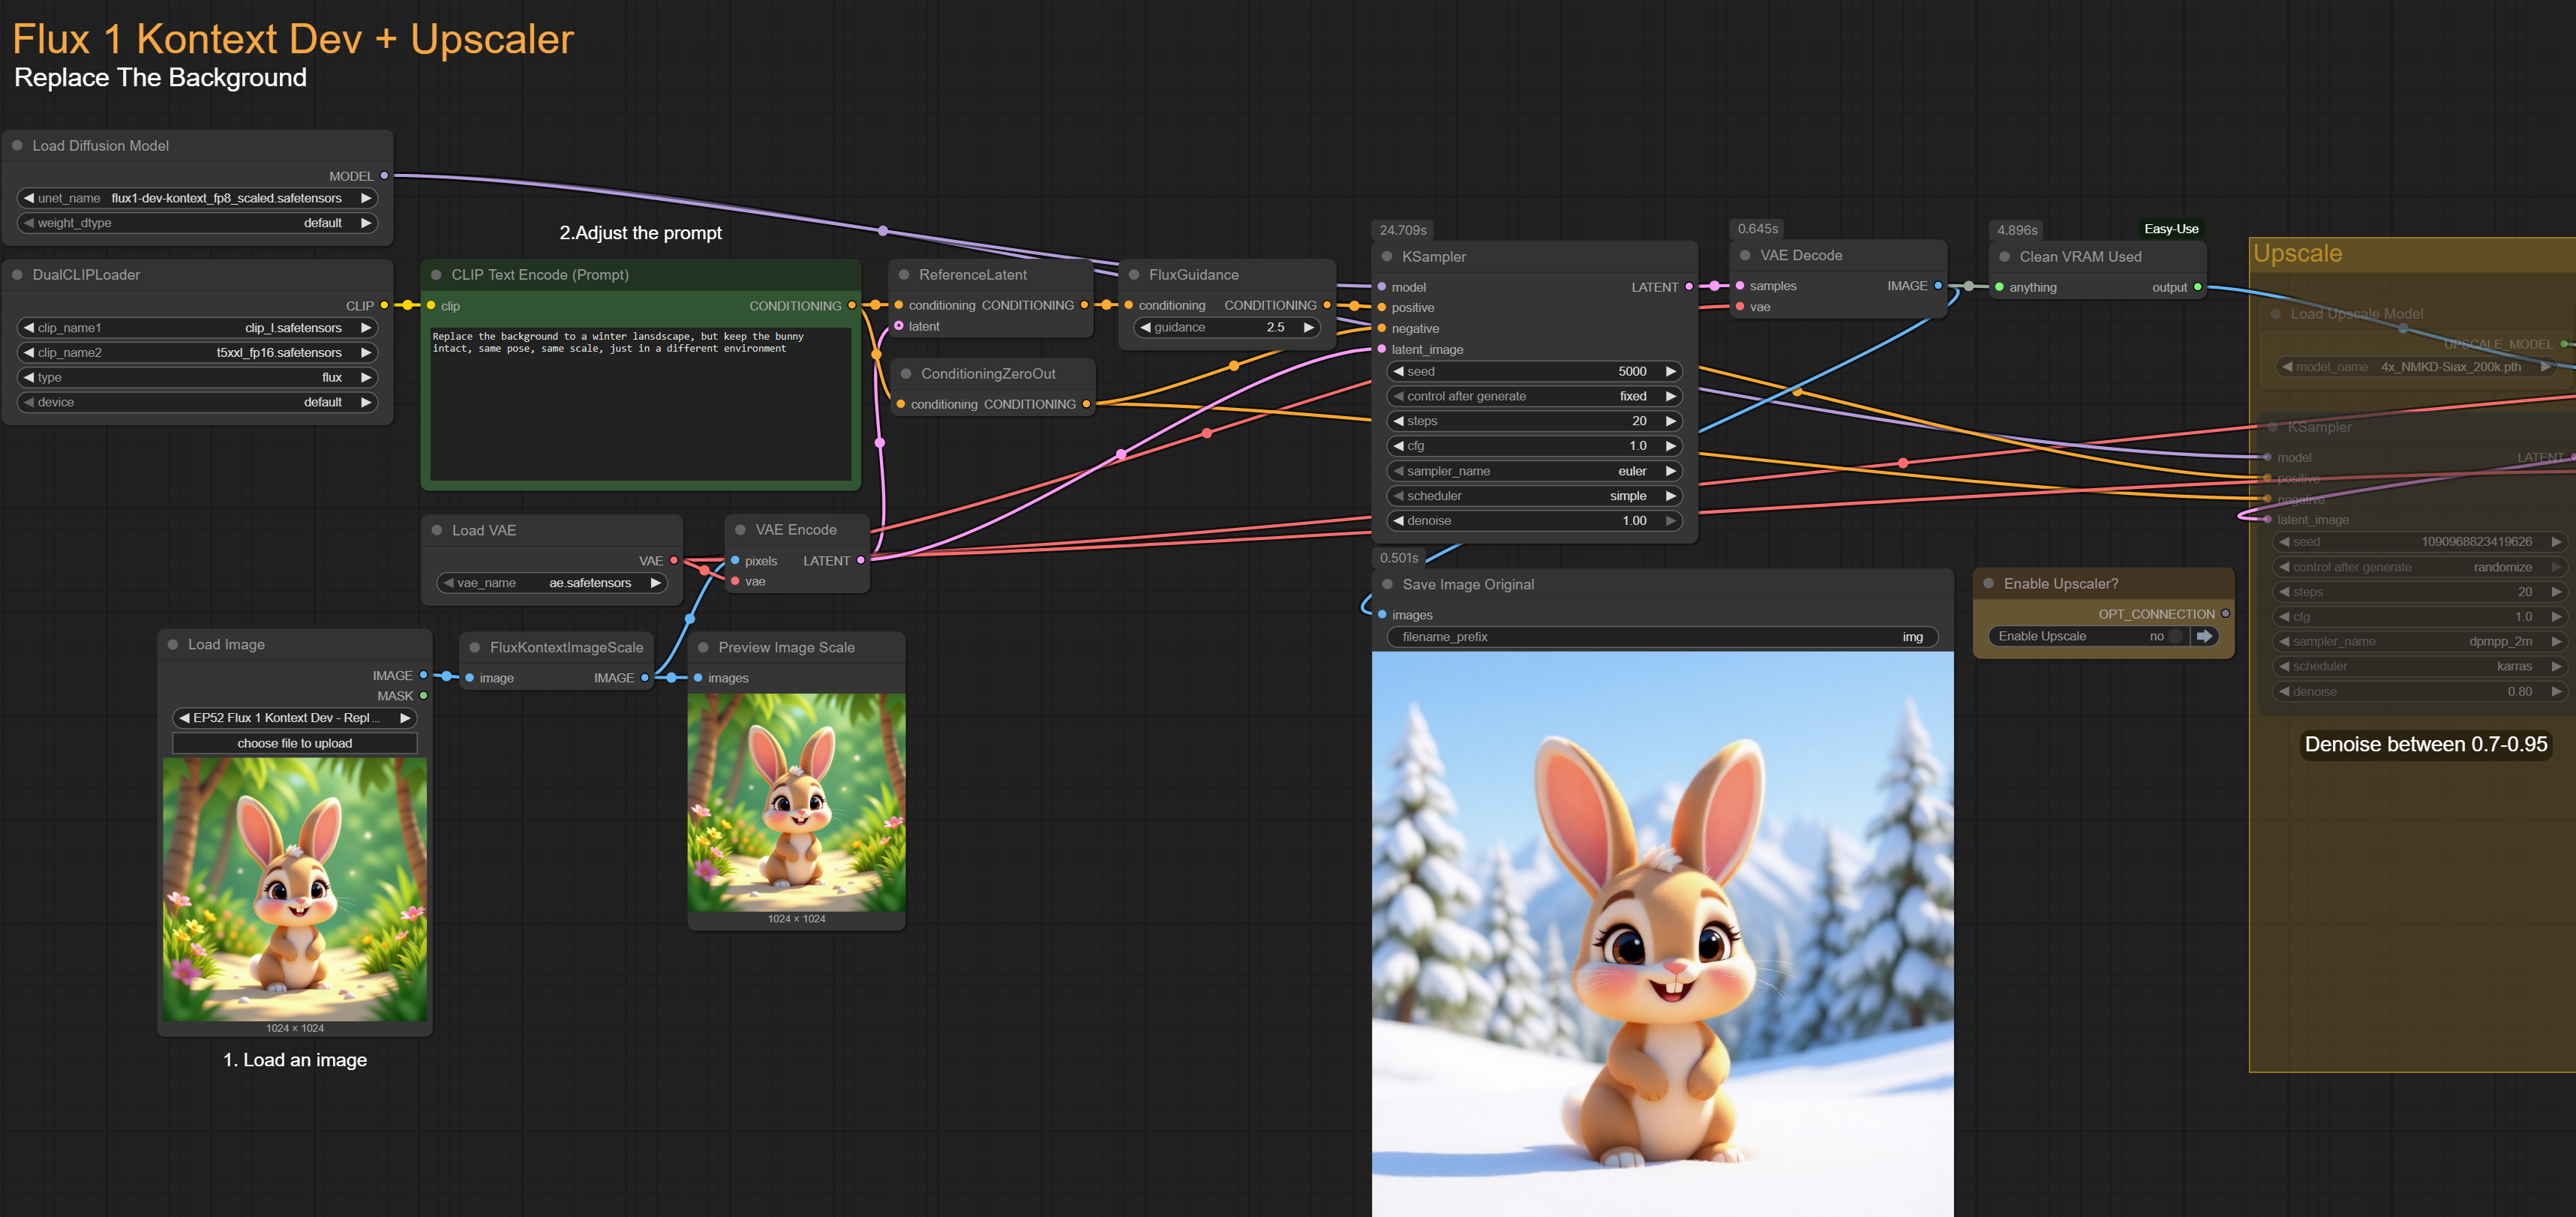 Flux 1 Kontext Dev + Upscaler
Replace The Background
Load Diffusion Model
MODEL
unet_name flux1-dev-kontext_fp8_scaled.safetensors
weight_dtype default
DualCLIPLoader
CLIP
clip_name1 clip_l.safetensors
clip_name2 t5xxl_fp16.safetensors
type flux
device default
2.Adjust the prompt
CLIP Text Encode (Prompt)
clip CONDITIONING
Replace the background to a winter lansdscape, but keep the bunny
intact, same pose, same scale, just in a different environment
ReferenceLatent
conditioning CONDITIONING
latent
FluxGuidance
conditioning CONDITIONING
guidance 2.5
ConditioningZeroOut
conditioning CONDITIONING
Load VAE
VAE
vae_name ae.safetensors
VAE Encode
pixels LATENT
vae
Load Image
IMAGE
MASK
EP52 Flux 1 Kontext Dev - Repl...
choose file to upload
1024 × 1024
1. Load an image
FluxKontextImageScale
image IMAGE
Preview Image Scale
images
1024 × 1024
24.709s
KSampler
model LATENT
positive
negative
latent_image
seed 5000
control after generate fixed
steps 20
cfg 1.0
sampler_name euler
scheduler simple
denoise 1.00
0.645s
VAE Decode
samples IMAGE
vae
4.896s
Easy-Use
Clean VRAM Used
anything output
0.501s
Save Image Original
images
filename_prefix img
Enable Upscaler?
OPT_CONNECTION
Enable Upscale no
Upscale
Load Upscale Model
UPSCALE_MODEL
model_name 4x_NMKD-Siax_200k.pth
KSampler
model LATENT
positive
negative
latent_image
seed 1090968823419626
control after generate randomize
steps 20
cfg 1.0
sampler_name dpmpp_2m
scheduler karras
denoise 0.80
Denoise between 0.7-0.95